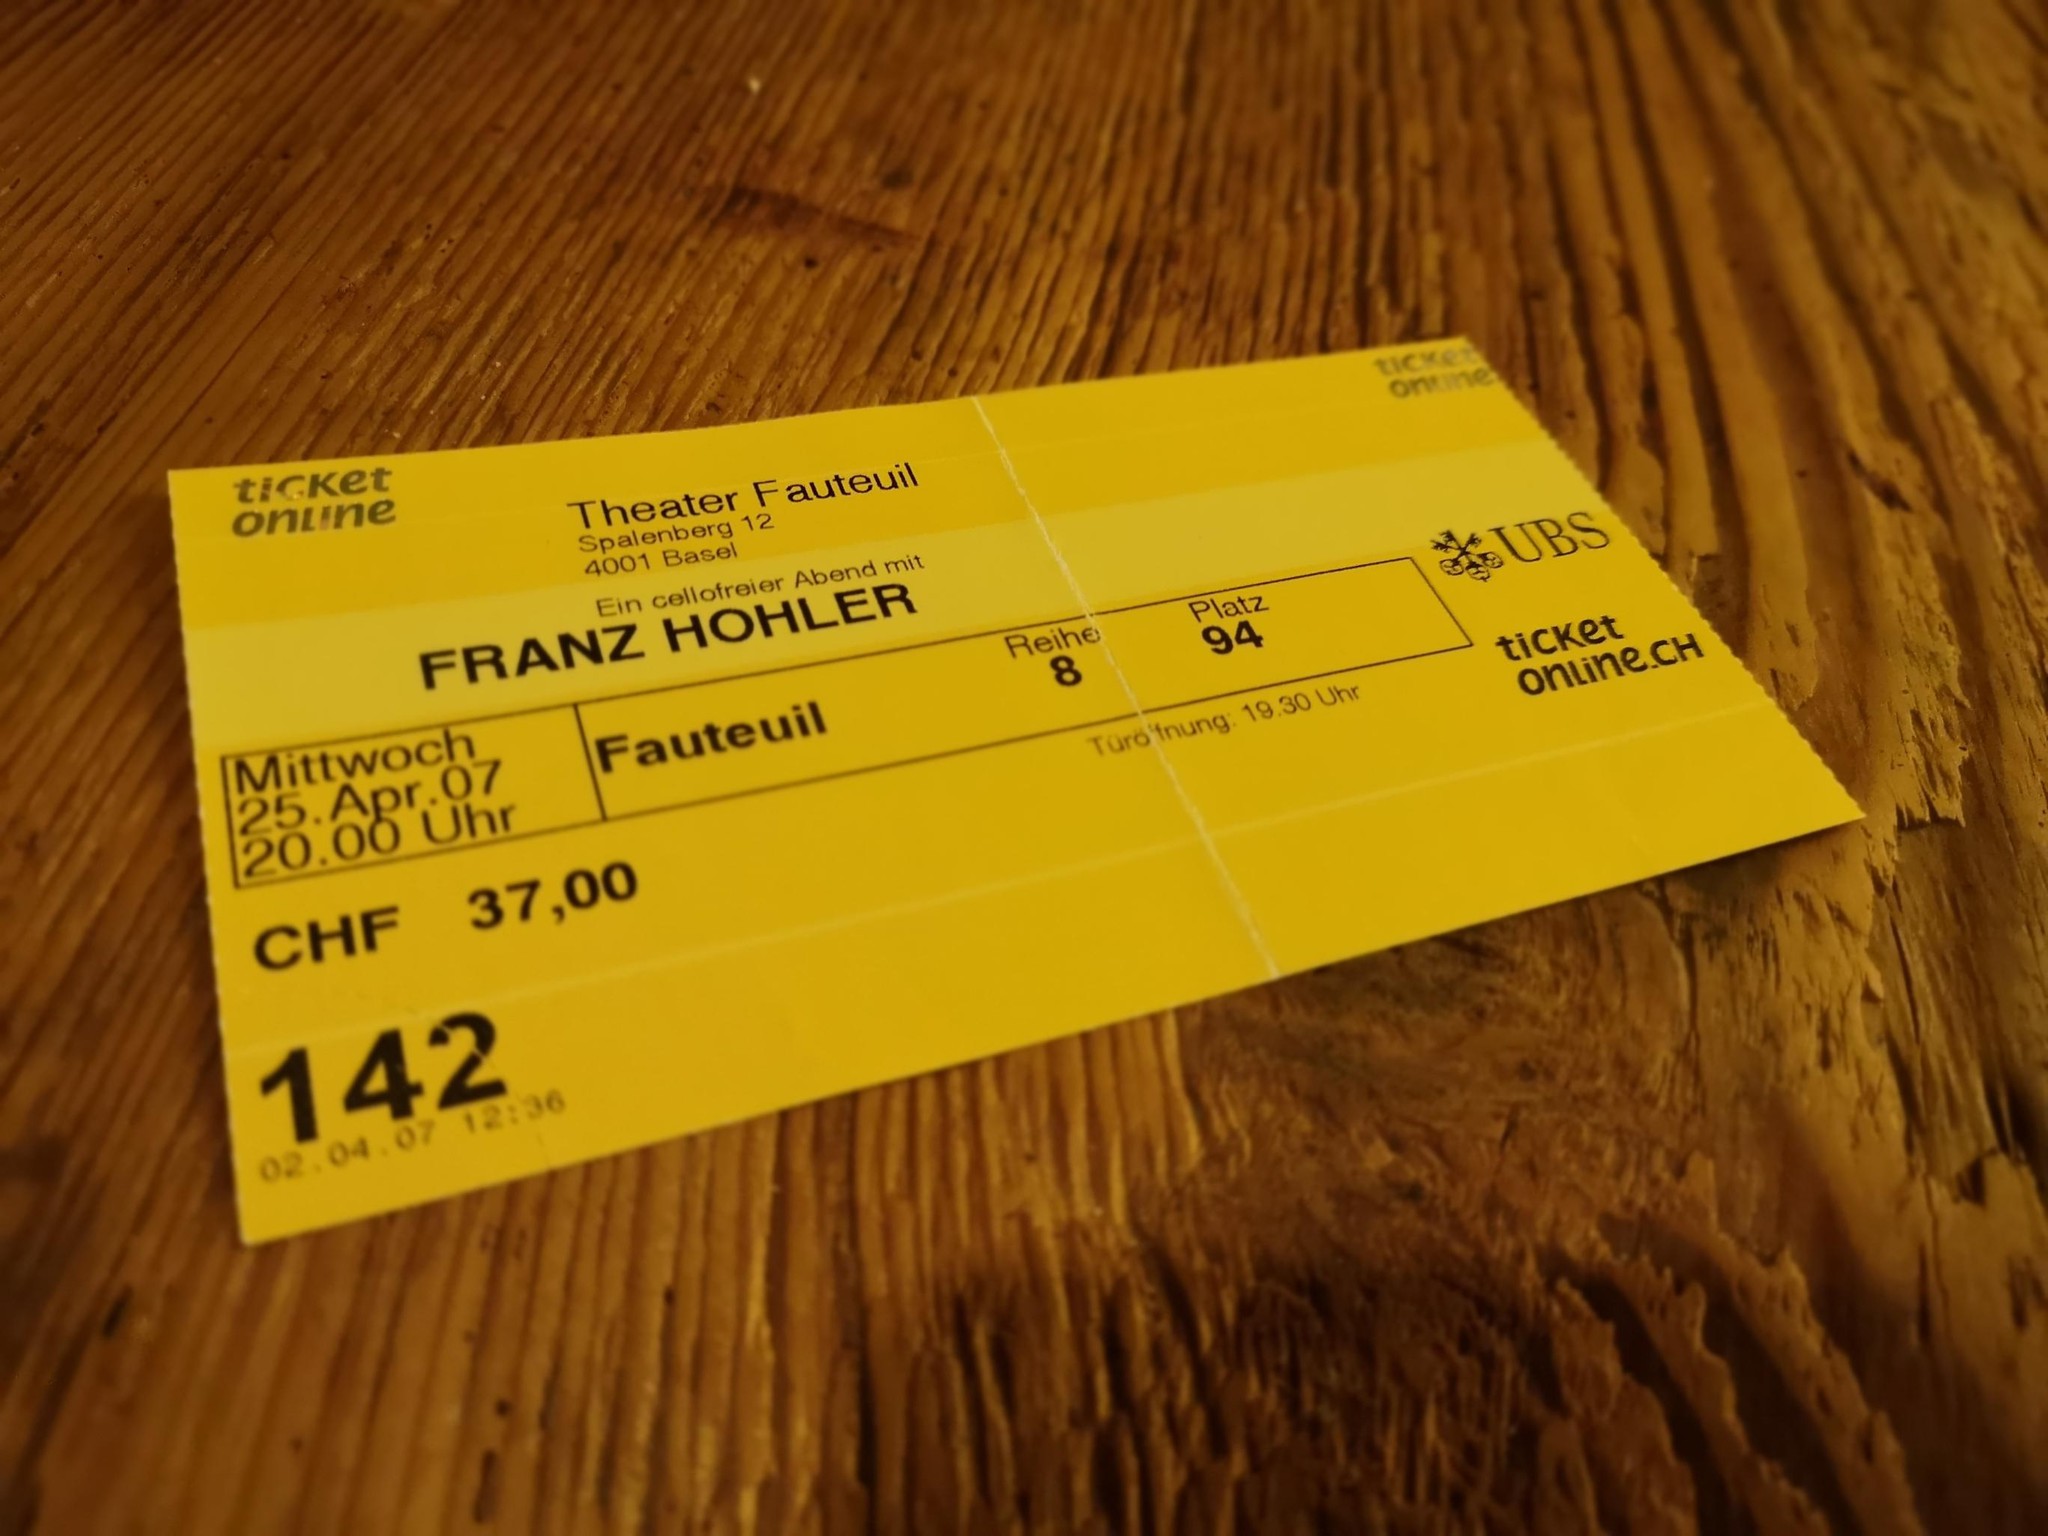 ticket
online
ticket
online
Theater Fauteuil
Spalenberg 12
4001 Basel
Ein cellofreier Abend mit
FRANZ HOHLER
UBS
ticket
online.CH
Mittwoch
25.Apr.07
20.00 Uhr
Fauteuil
Reihe
8
Platz
94
Türöffnung: 19.30 Uhr
CHF 37,00
142
02.04.07 12:36